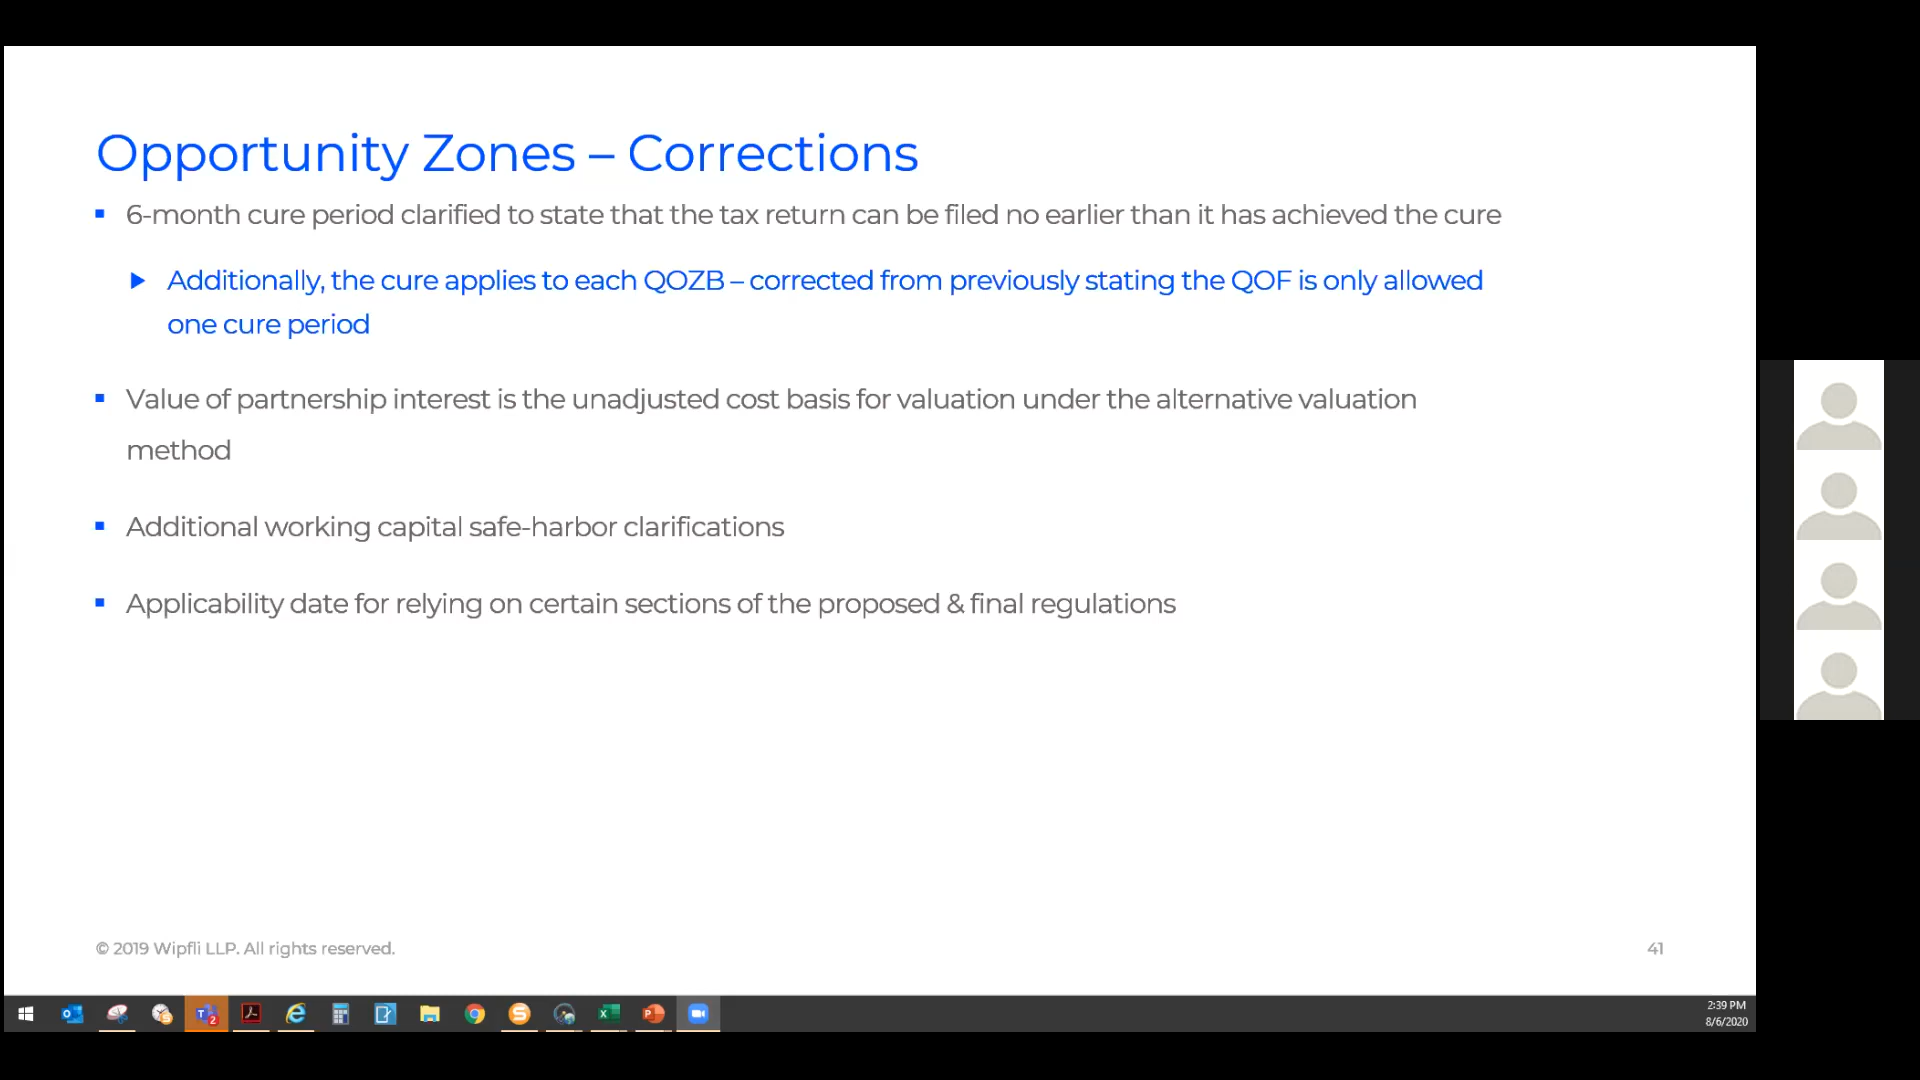 Opportunity Zones – Corrections
6-month cure period clarified to state that the tax return can be filed no earlier than it has achieved the cure
Additionally, the cure applies to each QOZB – corrected from previously stating the QOF is only allowed
one cure period
Value of partnership interest is the unadjusted cost basis for valuation under the alternative valuation
method
Additional working capital safe-harbor clarifications
Applicability date for relying on certain sections of the proposed & final regulations
© 2019 Wipfli LLP. All rights reserved.
41
2:39 PM
8/6/2020